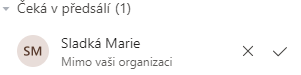 Čeká v předsálí (1)
SM
Sladká Marie
Mimo vaši organizaci